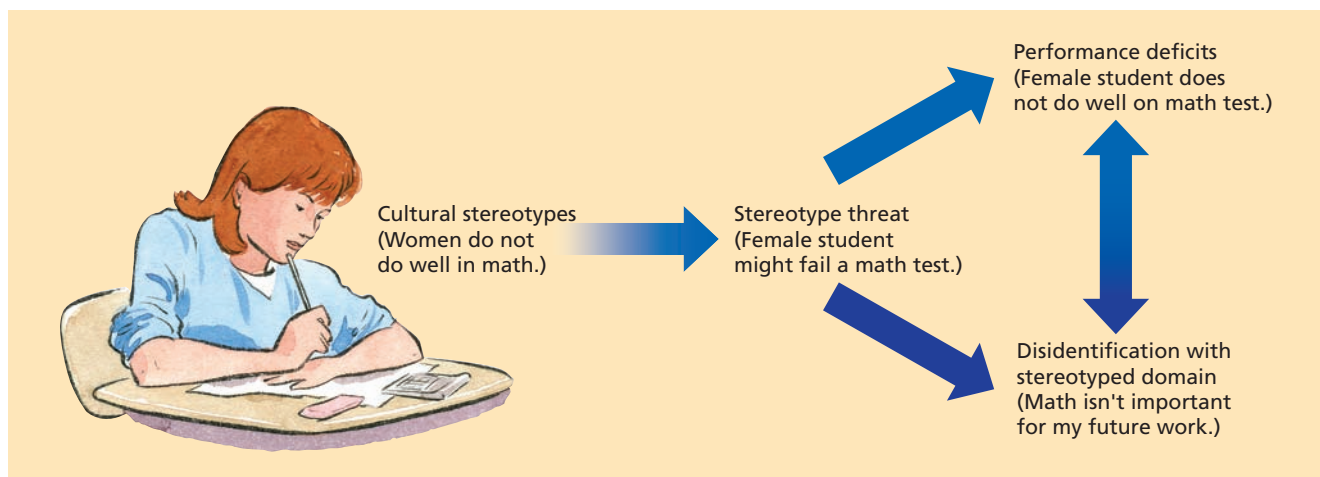 Performance deficits
(Female student does
not do well on math test.)
Cultural stereotypes
(Women do not
do well in math.)
Stereotype threat
(Female student
might fail a math test.)
Disidentification with
stereotyped domain
(Math isn't important
for my future work.)